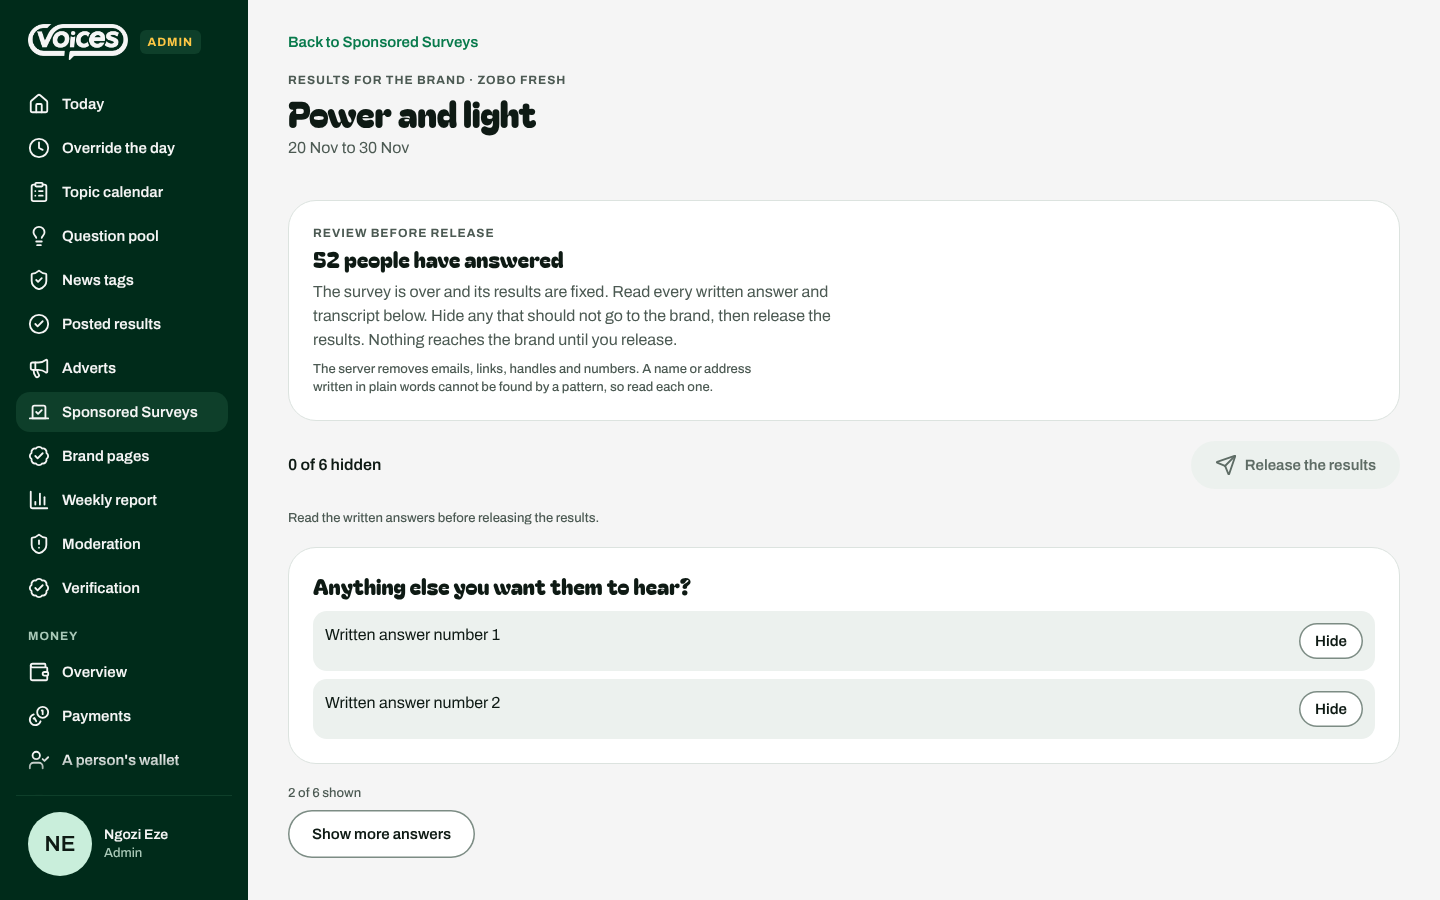 Voices
ADMIN
Today
Override the day
Topic calendar
Question pool
News tags
Posted results
Adverts
Sponsored Surveys
Brand pages
Weekly report
Moderation
Verification
MONEY
Overview
Payments
A person's wallet
NE
Ngozi Eze
Admin
Back to Sponsored Surveys
RESULTS FOR THE BRAND · ZOBO FRESH
Power and light
20 Nov to 30 Nov
REVIEW BEFORE RELEASE
52 people have answered
The survey is over and its results are fixed. Read every written answer and
transcript below. Hide any that should not go to the brand, then release the
results. Nothing reaches the brand until you release.
The server removes emails, links, handles and numbers. A name or address
written in plain words cannot be found by a pattern, so read each one.
0 of 6 hidden
Release the results
Read the written answers before releasing the results.
Anything else you want them to hear?
Written answer number 1
Hide
Written answer number 2
Hide
2 of 6 shown
Show more answers